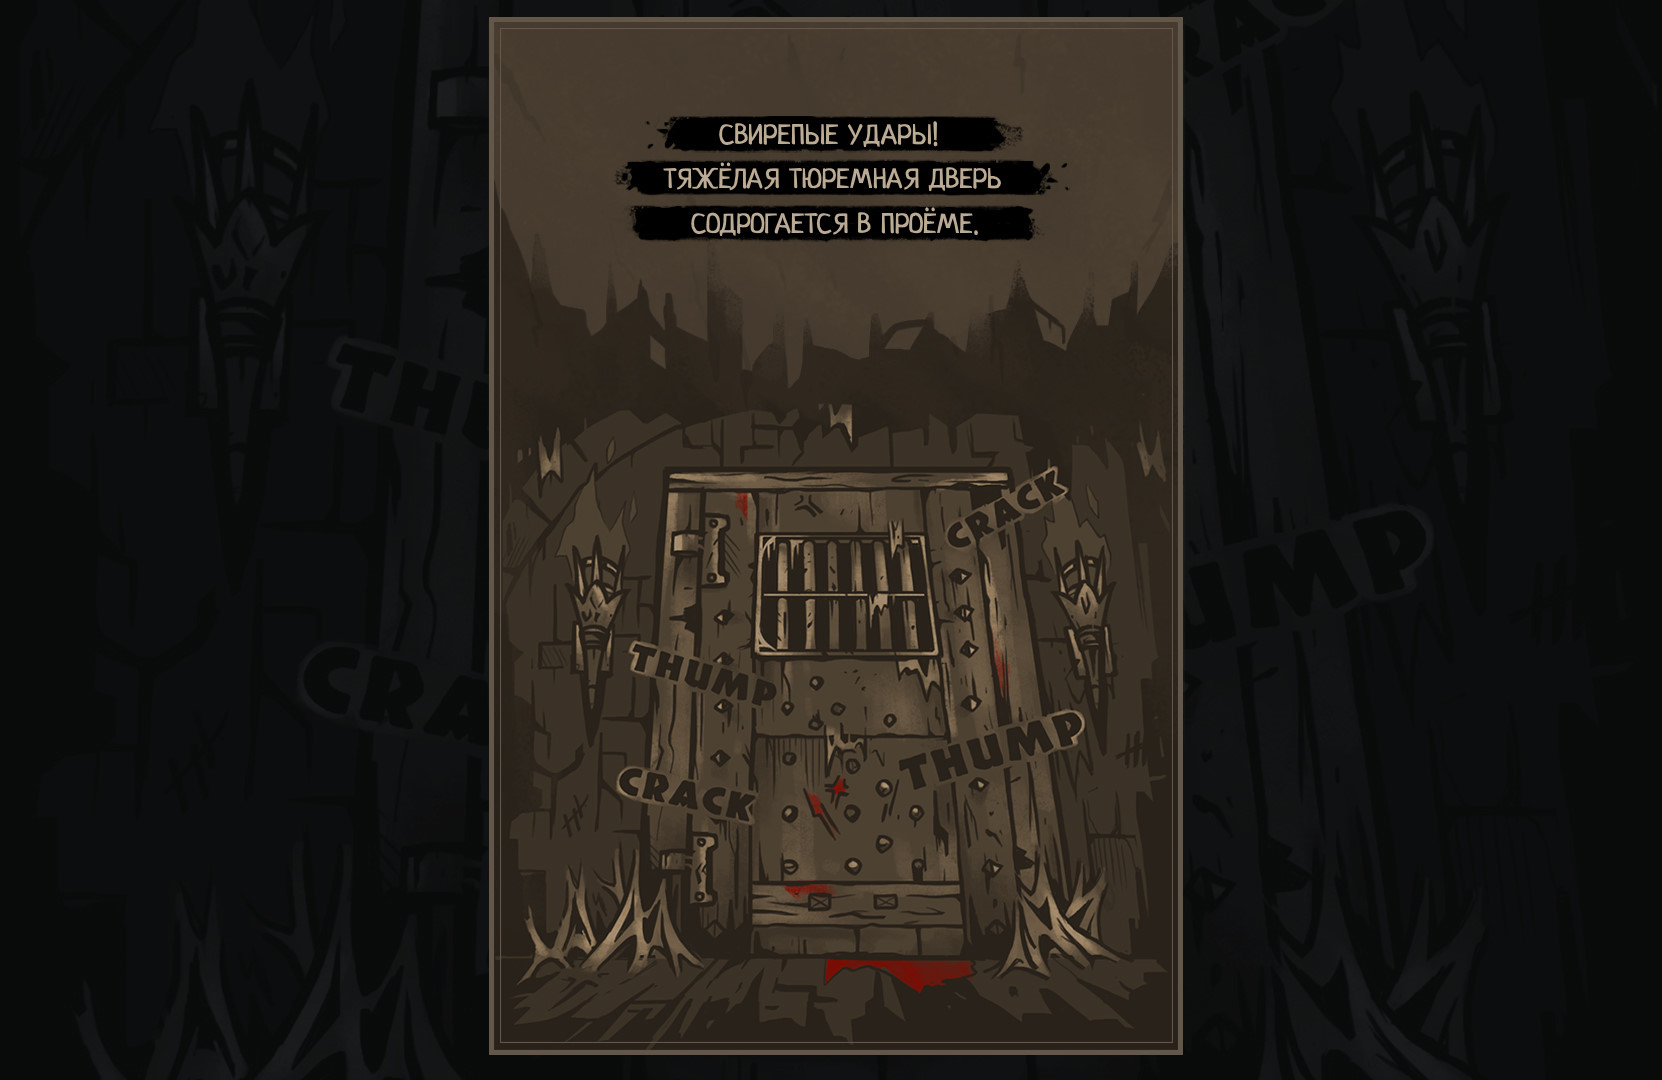 СВИРЕПЫЕ УДАРЫ!
ТЯЖЁЛАЯ ТЮРЕМНАЯ ДВЕРЬ
СОДРОГАЕТСЯ В ПРОЁМЕ.
CRACK
THUMP
THUMP
CRACK